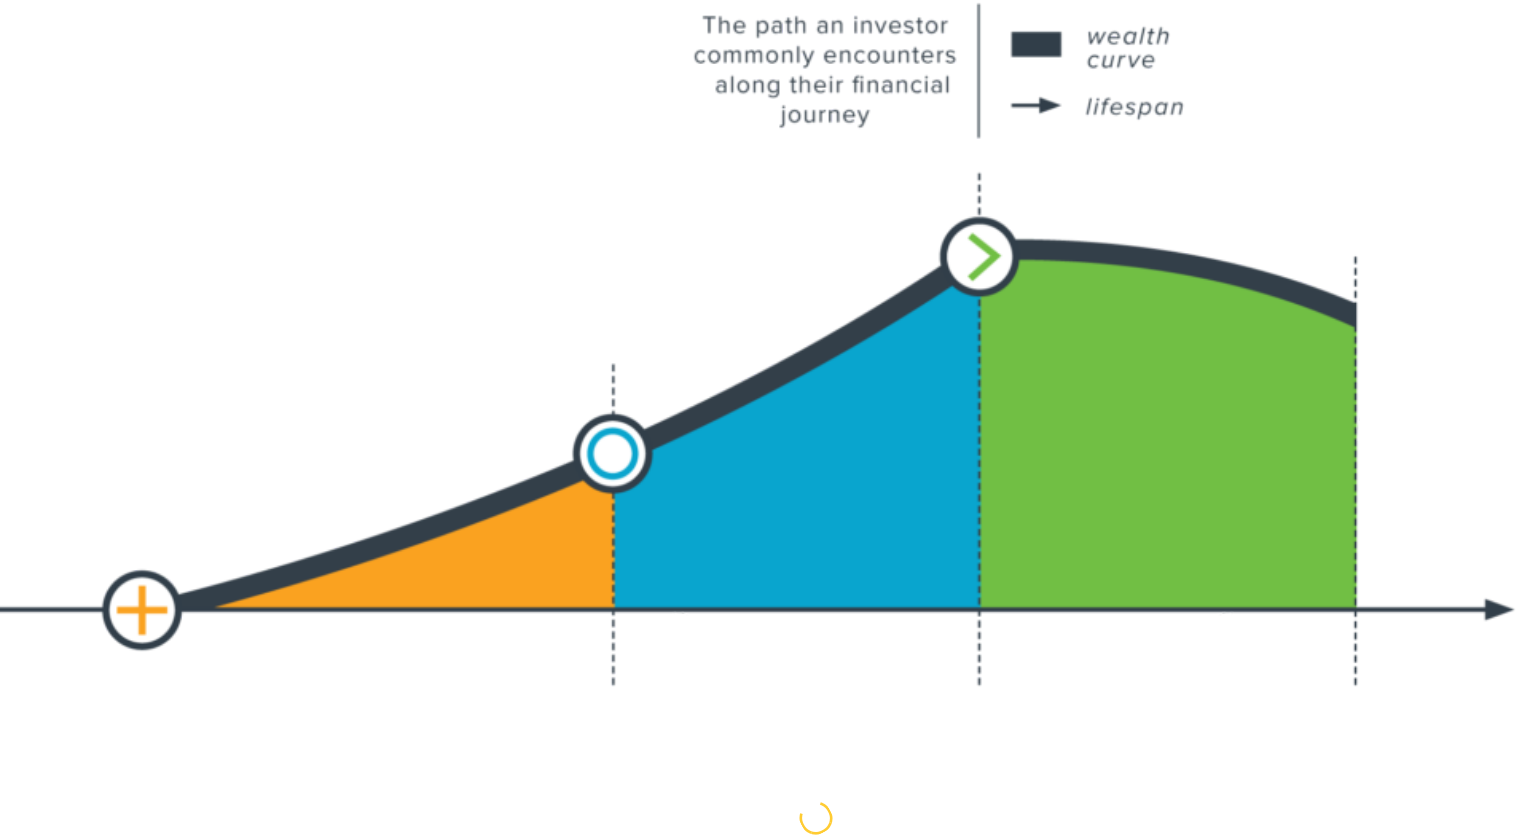 The path an investor
commonly encounters
along their financial
journey
wealth
curve
lifespan